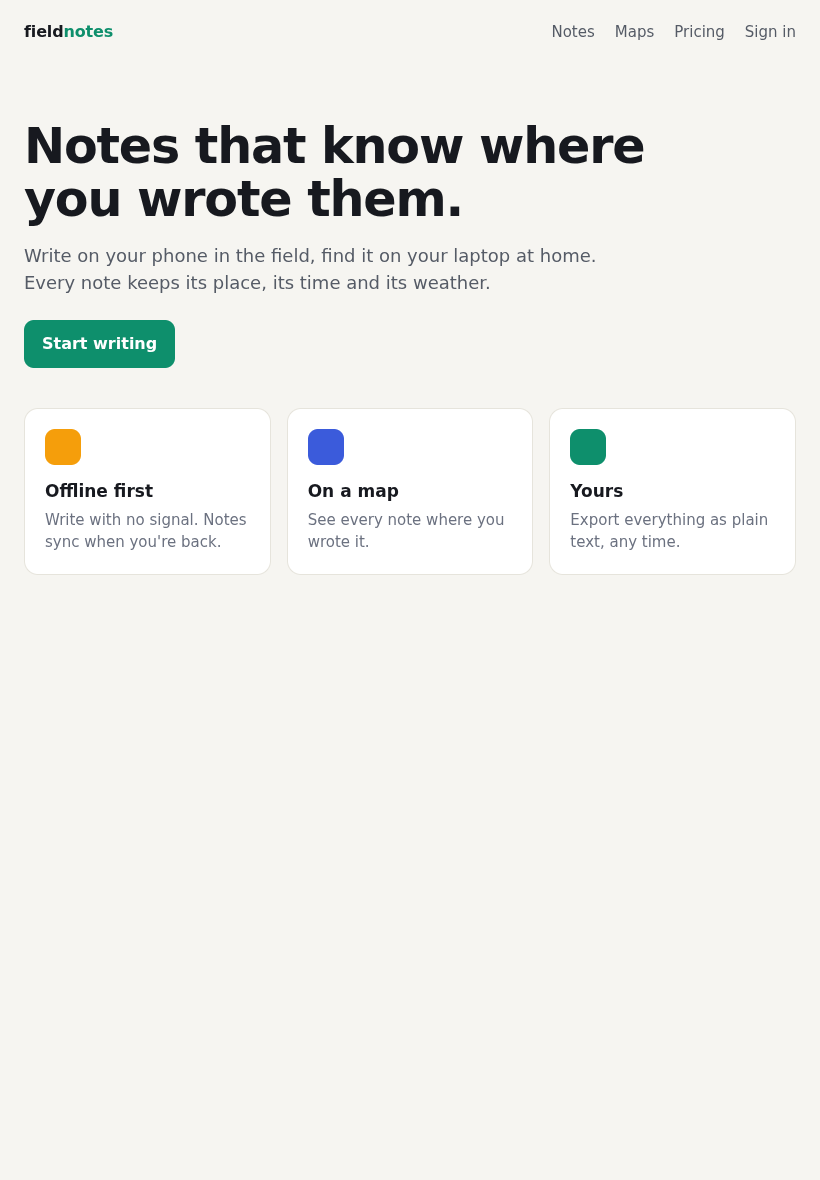 fieldnotes
Notes Maps Pricing Sign in
Notes that know where
you wrote them.
Write on your phone in the field, find it on your laptop at home.
Every note keeps its place, its time and its weather.
Start writing
Offline first
Write with no signal. Notes
sync when you're back.
On a map
See every note where you
wrote it.
Yours
Export everything as plain
text, any time.